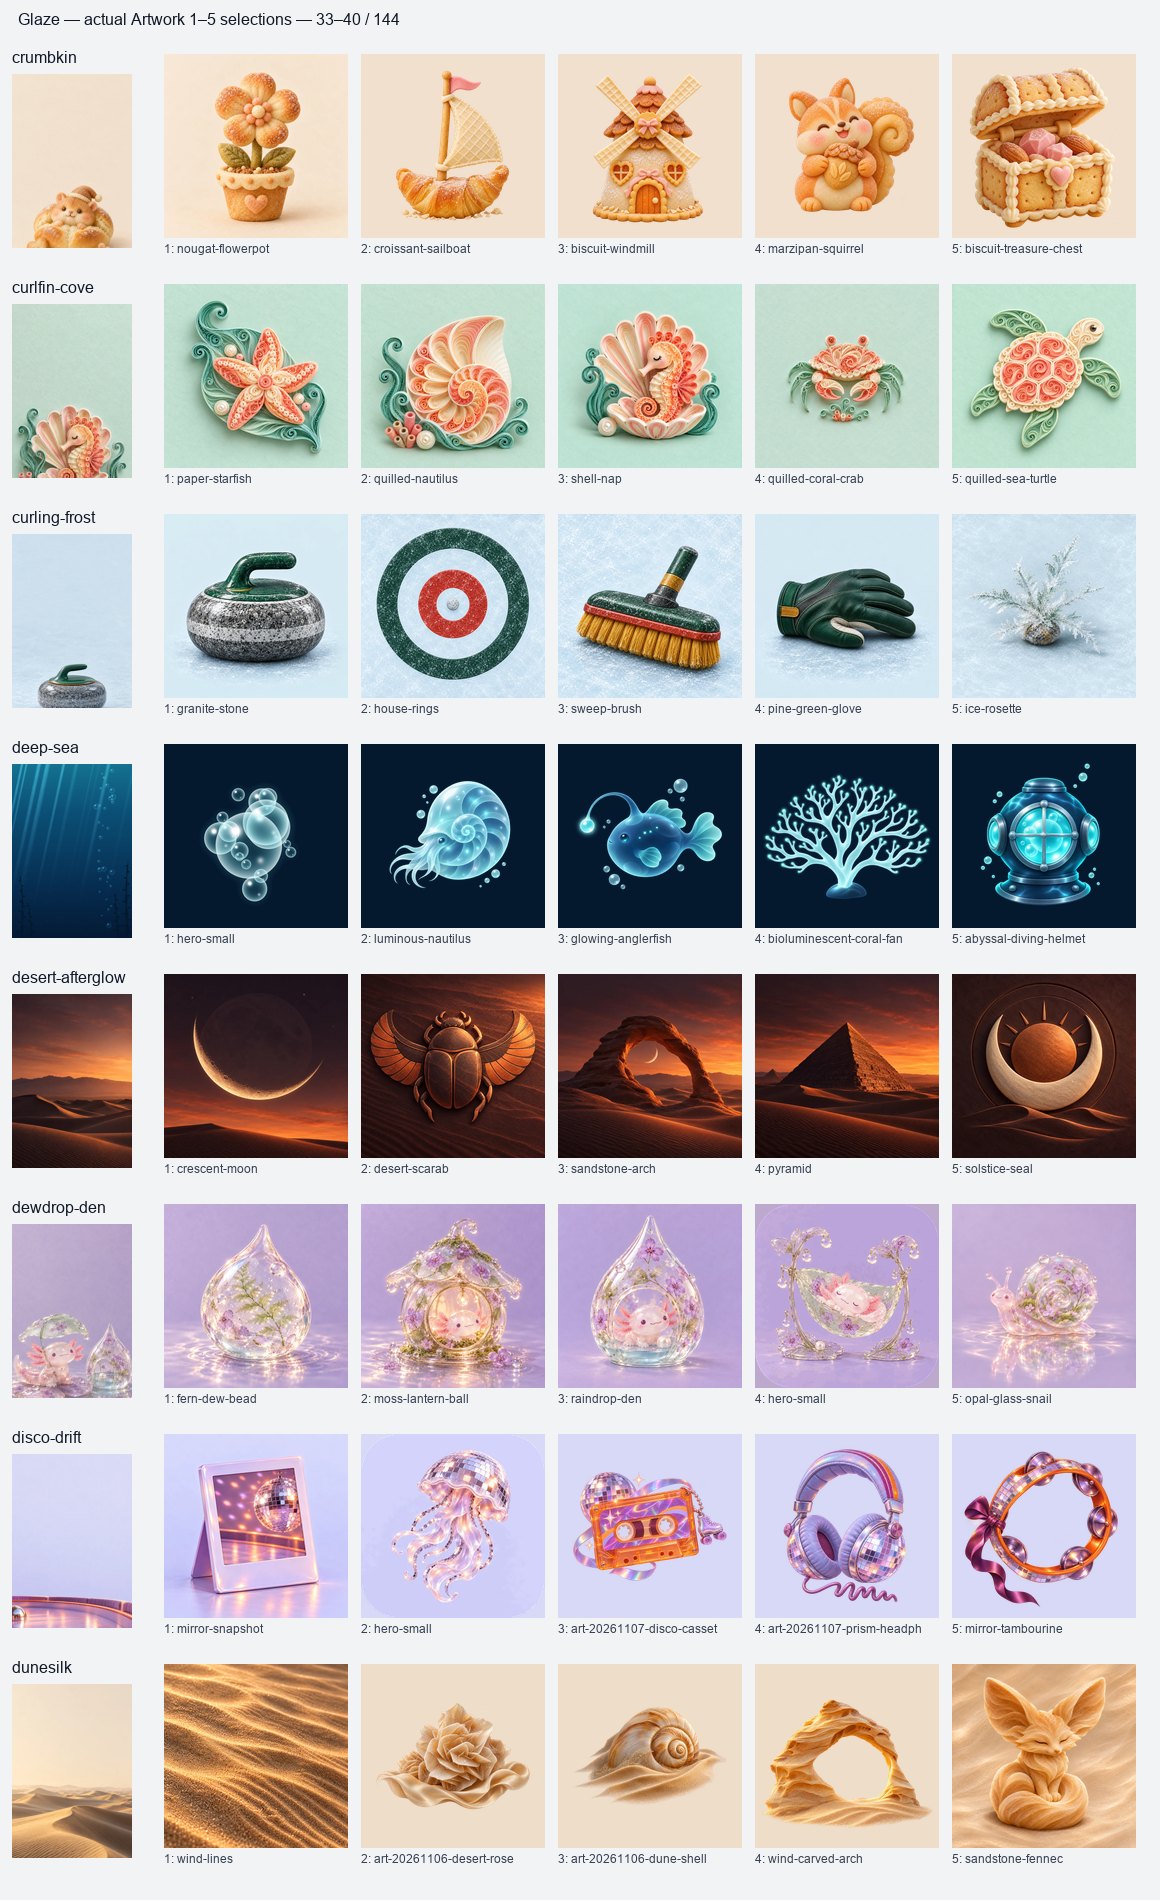 Glaze — actual Artwork 1–5 selections — 33–40 / 144
crumbkin
1: nougat-flowerpot
2: croissant-sailboat
3: biscuit-windmill
4: marzipan-squirrel
5: biscuit-treasure-chest
curlfin-cove
1: paper-starfish
2: quilled-nautilus
3: shell-nap
4: quilled-coral-crab
5: quilled-sea-turtle
curling-frost
1: granite-stone
2: house-rings
3: sweep-brush
4: pine-green-glove
5: ice-rosette
deep-sea
1: hero-small
2: luminous-nautilus
3: glowing-anglerfish
4: bioluminescent-coral-fan
5: abyssal-diving-helmet
desert-afterglow
1: crescent-moon
2: desert-scarab
3: sandstone-arch
4: pyramid
5: solstice-seal
dewdrop-den
1: fern-dew-bead
2: moss-lantern-ball
3: raindrop-den
4: hero-small
5: opal-glass-snail
disco-drift
1: mirror-snapshot
2: hero-small
3: art-20261107-disco-casset
4: art-20261107-prism-headph
5: mirror-tambourine
dunesilk
1: wind-lines
2: art-20261106-desert-rose
3: art-20261106-dune-shell
4: wind-carved-arch
5: sandstone-fennec